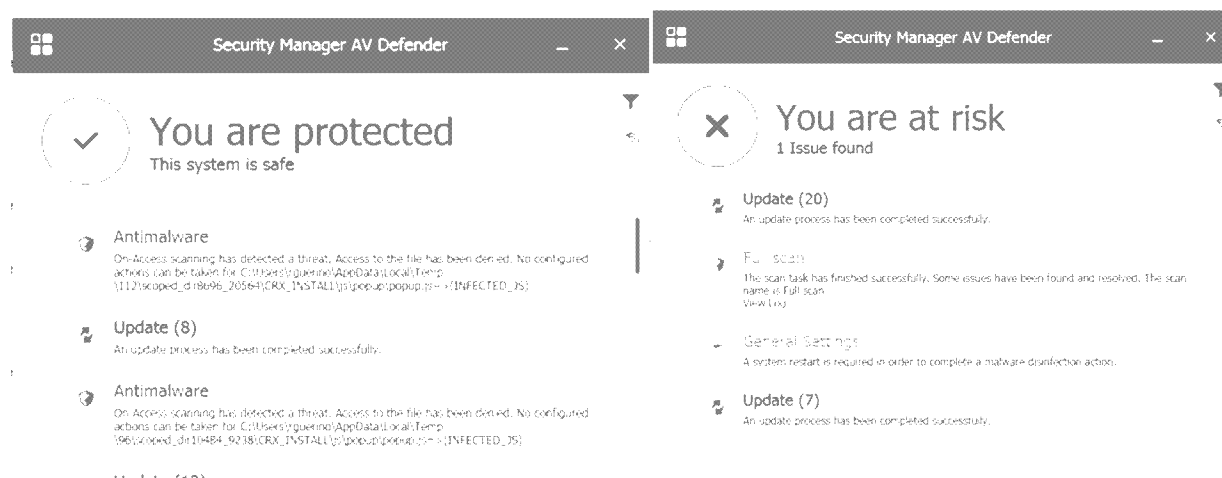 Security Manager AV Defender
You are protected
This system is safe
Antimalware
On-Access scanning has detected a threat. Access to the file has been denied. No configured
actions can be taken for C:\Users\rguerino\AppData\Local\Temp
\112\scoped_dir8696_20564\CRX_INSTALL\js\popup\popup.js=>(INFECTED_JS)
Update (8)
An update process has been completed successfully.
Antimalware
On-Access scanning has detected a threat. Access to the file has been denied. No configured
actions can be taken for C:\Users\rguerino\AppData\Local\Temp
\96\scoped_dir10484_9238\CRX_INSTALL\js\popup\popup.js=>(INFECTED_JS)
Security Manager AV Defender
You are at risk
1 Issue found
Update (20)
An update process has been completed successfully.
Full scan
The scan task has finished successfully. Some issues have been found and resolved. The scan
name is Full scan
View Log
General Settings
A system restart is required in order to complete a malware disinfection action.
Update (7)
An update process has been completed successfully.